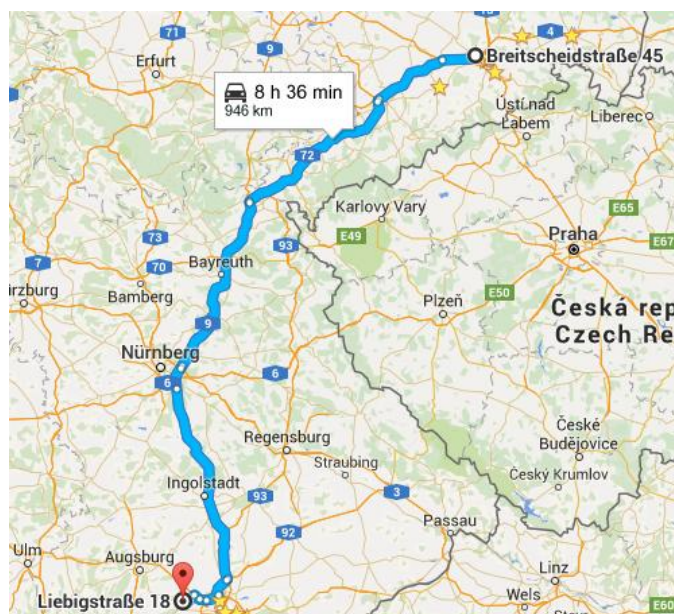 71
9
13
4
Breitscheidstraße 45
Erfurt
8 h 36 min
946 km
Ústí nad
Labem
Liberec
72
Karlovy Vary
E65
73
93
E49
Praha
E67
7
70
Bayreuth
Bamberg
E50
Plzeň
Česká rep
Czech Re
9
Nürnberg
6
6
České
Budějovice
Regensburg
Straubing
Český Krumlov
Ingolstadt
93
3
92
Passau
Ulm
Augsburg
Linz
Liebigstraße 18
Wels
E60